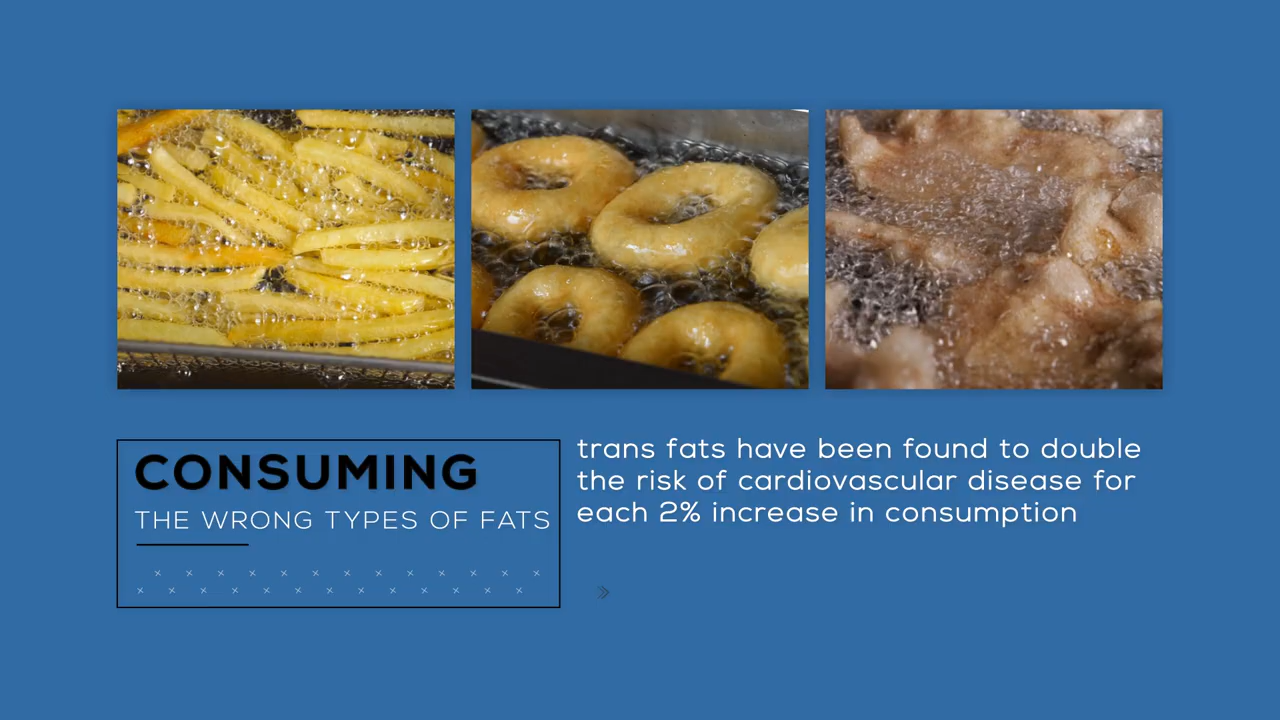 CONSUMING
THE WRONG TYPES OF FATS
trans fats have been found to double
the risk of cardiovascular disease for
each 2% increase in consumption